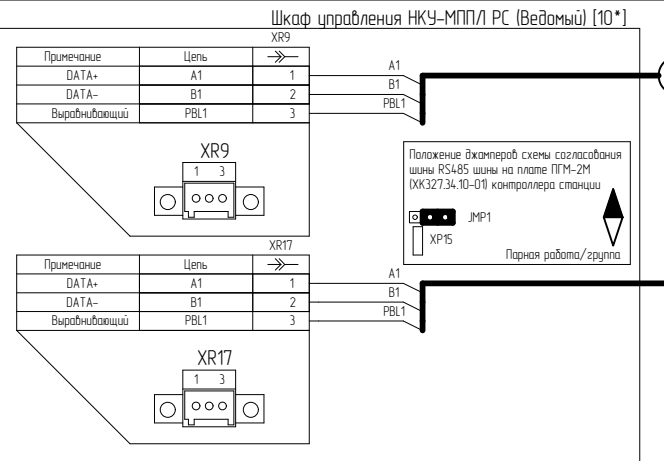 Шкаф управления НКУ-МППЛ РС (Ведомый) [10*]
XR9
Примечание Цепь
DATA+ A1 1
DATA- B1 2
Выравнивающий PBL1 3
A1
B1
PBL1
XR9
1 3
Положение джамперов схемы согласования
шины RS485 шины на плате ПГМ-2М
(ХК327.34.10-01) контроллера станции
JMP1
XP15
Парная работа/группа
XR17
Примечание Цепь
DATA+ A1 1
DATA- B1 2
Выравнивающий PBL1 3
A1
B1
PBL1
XR17
1 3